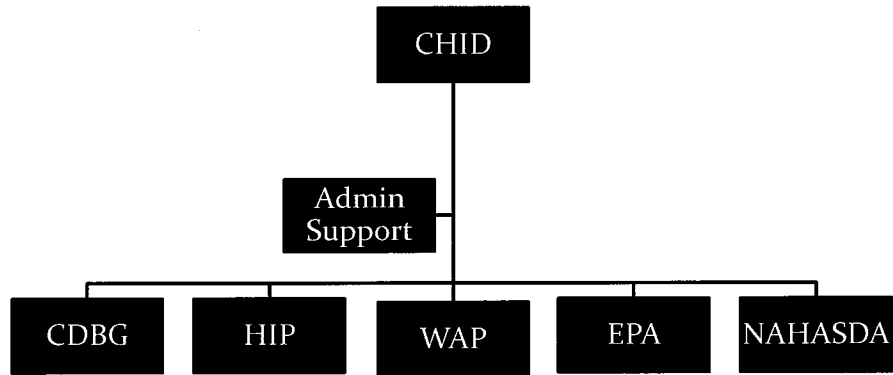 CHID
Admin
Support
CDBG
HIP
WAP
EPA
NAHASDA